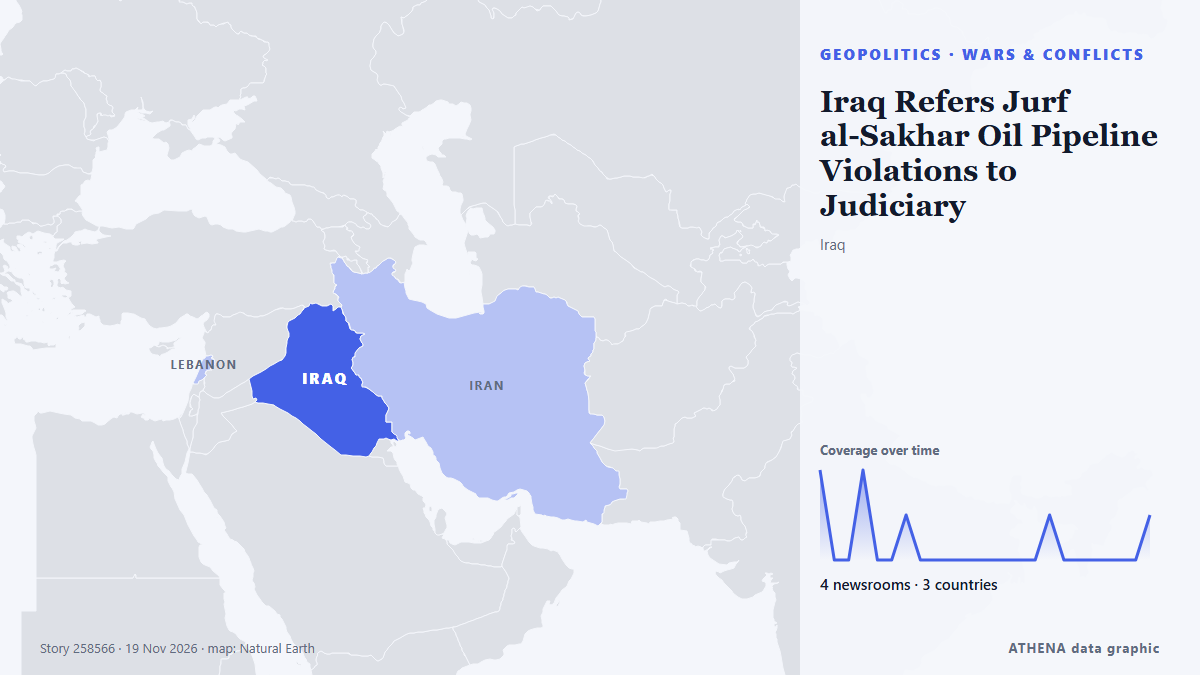 GEOPOLITICS · WARS & CONFLICTS
Iraq Refers Jurf
al-Sakhar Oil Pipeline
Violations to
Judiciary
Iraq
LEBANON
IRAQ
IRAN
Coverage over time
4 newsrooms · 3 countries
Story 258566 · 19 Nov 2026 · map: Natural Earth
ATHENA data graphic